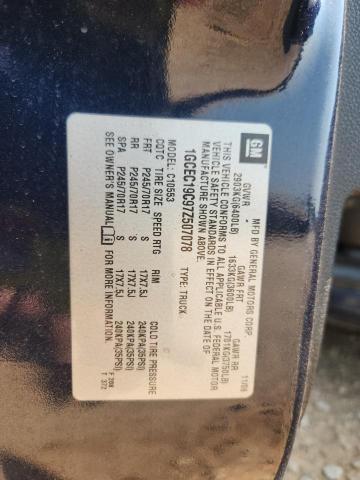 GM
MFD BY GENERAL MOTORS CORP 11/06
GVWR GAWR FRT GAWR RR
2903KG(6400LB) 1633KG(3600LB) 1701KG(3750LB)
THIS VEHICLE CONFORMS TO ALL APPLICABLE U.S. FEDERAL MOTOR
VEHICLE SAFETY STANDARDS IN EFFECT ON THE DATE OF
MANUFACTURE SHOWN ABOVE.
1GCEC19C97Z507078 TYPE: TRUCK
MODEL: C10553
CQTC TIRE SIZE SPEED RTG RIM COLD TIRE PRESSURE
FRT P245/70R17 S 17X7.5J 240KPA(35PSI)
RR P245/70R17 S 17X7.5J 240KPA(35PSI)
SPA P245/70R17 S 17X7.5J 240KPA(35PSI)
SEE OWNER'S MANUAL FOR MORE INFORMATION.